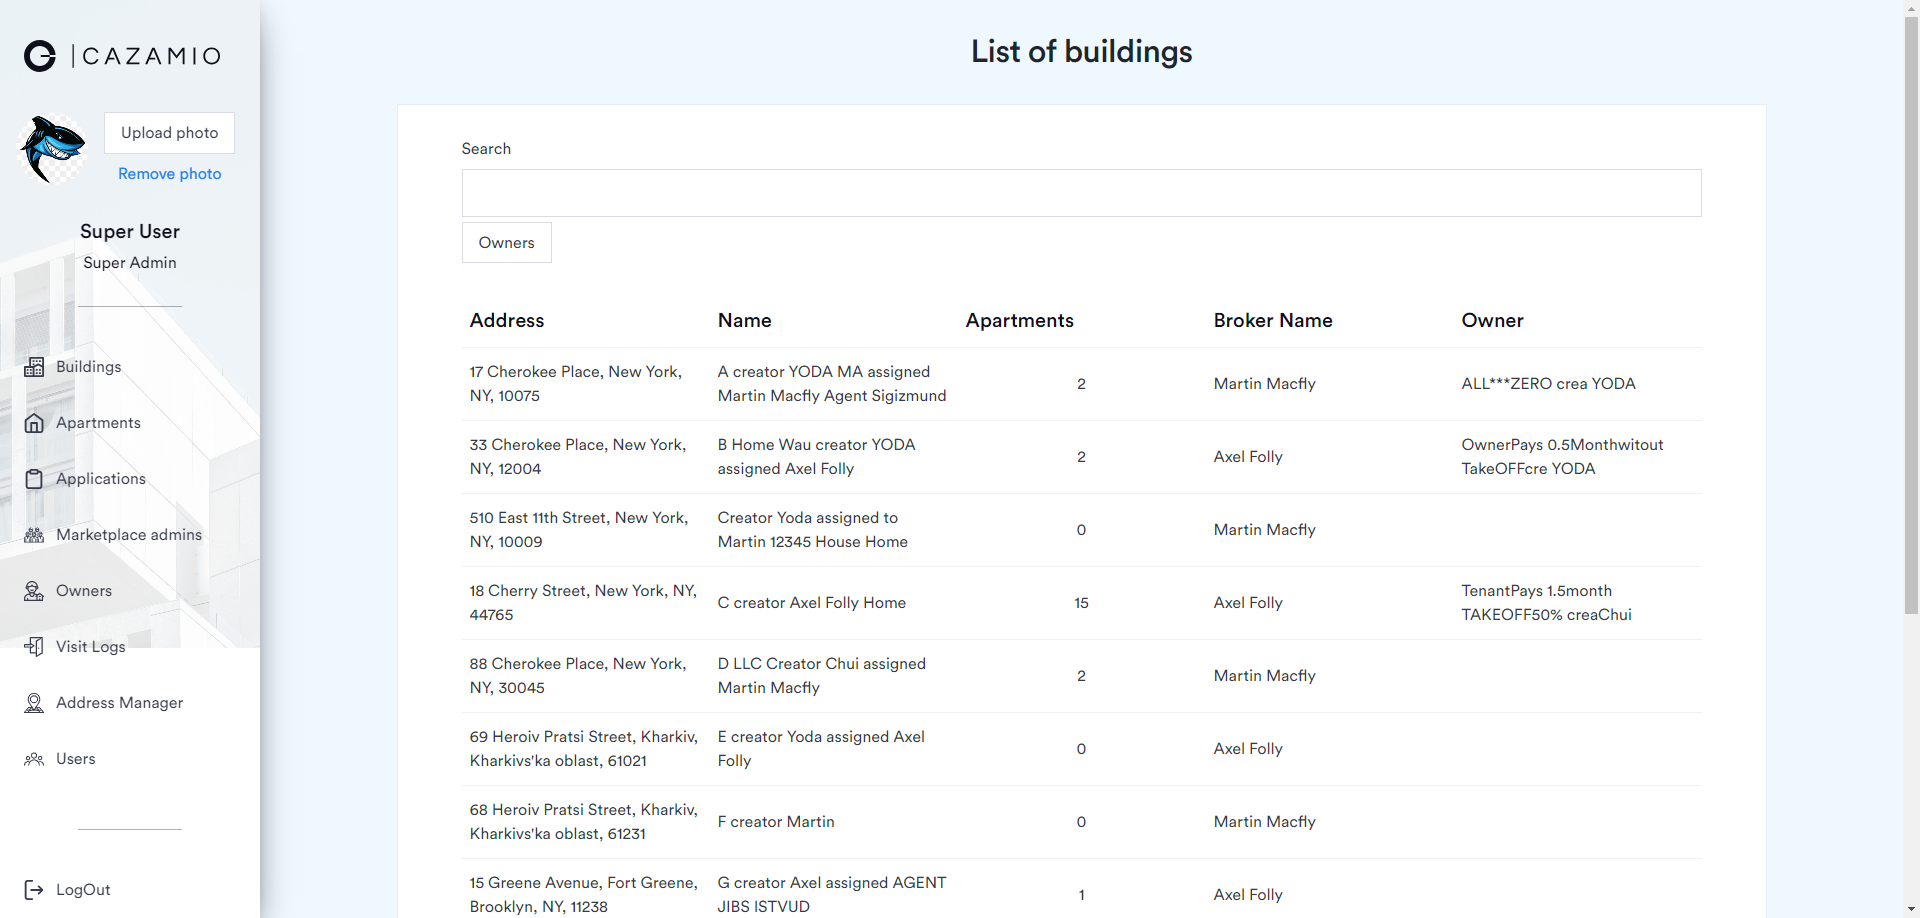 CAZAMIO
Upload photo
Remove photo
Super User
Super Admin
Buildings
Apartments
Applications
Marketplace admins
Owners
Visit Logs
Address Manager
Users
LogOut
List of buildings
Search
Owners
Address Name Apartments Broker Name Owner
17 Cherokee Place, New York, A creator YODA MA assigned
NY, 10075 Martin Macfly Agent Sigizmund 2 Martin Macfly ALL***ZERO crea YODA
33 Cherokee Place, New York, B Home Wau creator YODA OwnerPays 0.5Monthwitout
NY, 12004 assigned Axel Folly 2 Axel Folly TakeOFFcre YODA
510 East 11th Street, New York, Creator Yoda assigned to
NY, 10009 Martin 12345 House Home 0 Martin Macfly
18 Cherry Street, New York, NY, C creator Axel Folly Home 15 Axel Folly TenantPays 1.5month
44765 TAKEOFF50% creaChui
88 Cherokee Place, New York, D LLC Creator Chui assigned
NY, 30045 Martin Macfly 2 Martin Macfly
69 Heroiv Pratsi Street, Kharkiv, E creator Yoda assigned Axel
Kharkivs'ka oblast, 61021 Folly 0 Axel Folly
68 Heroiv Pratsi Street, Kharkiv, F creator Martin 0 Martin Macfly
Kharkivs'ka oblast, 61231
15 Greene Avenue, Fort Greene, G creator Axel assigned AGENT
Brooklyn, NY, 11238 JIBS ISTVUD 1 Axel Folly